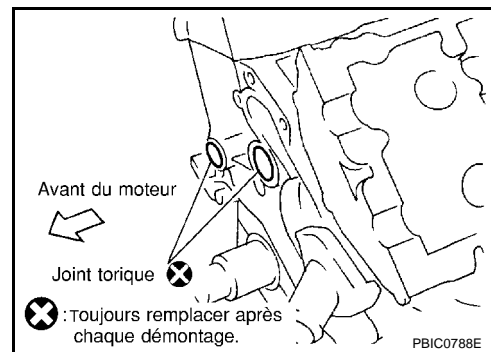 Avant du moteur
Joint torique
: Toujours remplacer après
chaque démontage.
PBIC0788E